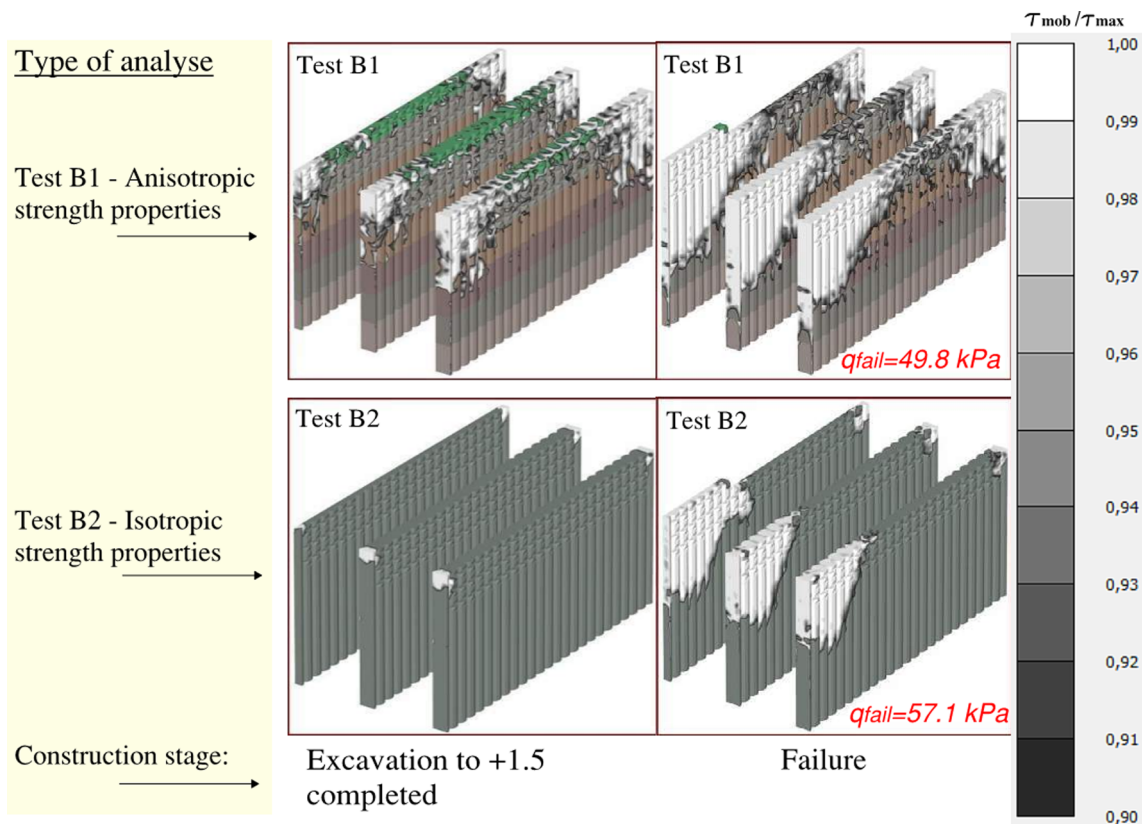 Type of analyse
Test B1 - Anisotropic
strength properties
Test B2 - Isotropic
strength properties
Construction stage:
Test B1
Test B1
qfail=49.8 kPa
Test B2
Test B2
qfail=57.1 kPa
Excavation to +1.5
completed
Failure
τmob/τmax
1,00
0,99
0,98
0,97
0,96
0,95
0,94
0,93
0,92
0,91
0,90